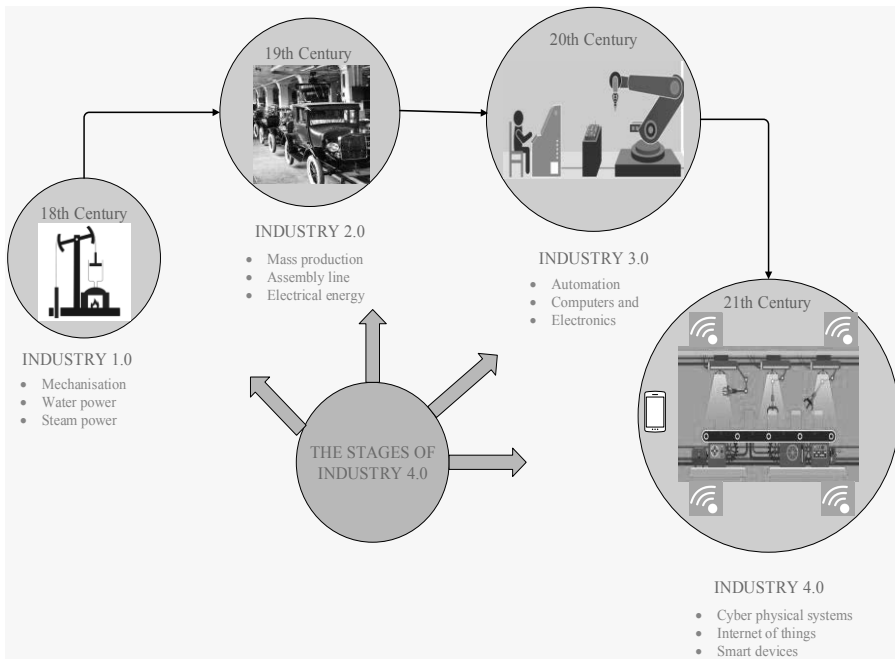 18th Century
INDUSTRY 1.0
• Mechanisation
• Water power
• Steam power
19th Century
INDUSTRY 2.0
• Mass production
• Assembly line
• Electrical energy
20th Century
INDUSTRY 3.0
• Automation
• Computers and
• Electronics
21th Century
INDUSTRY 4.0
• Cyber physical systems
• Internet of things
• Smart devices
THE STAGES OF
INDUSTRY 4.0